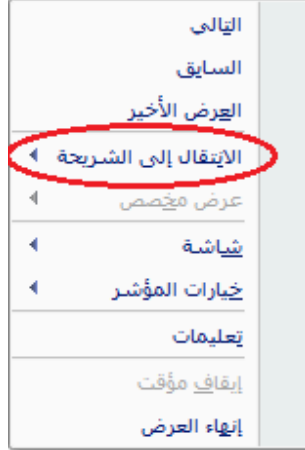 التالي
السابق
العرض الأخير
الانتقال إلى الشريحة
عرض مخصص
شاشة
خيارات المؤشر
تعليمات
إيقاف مؤقت
إنهاء العرض